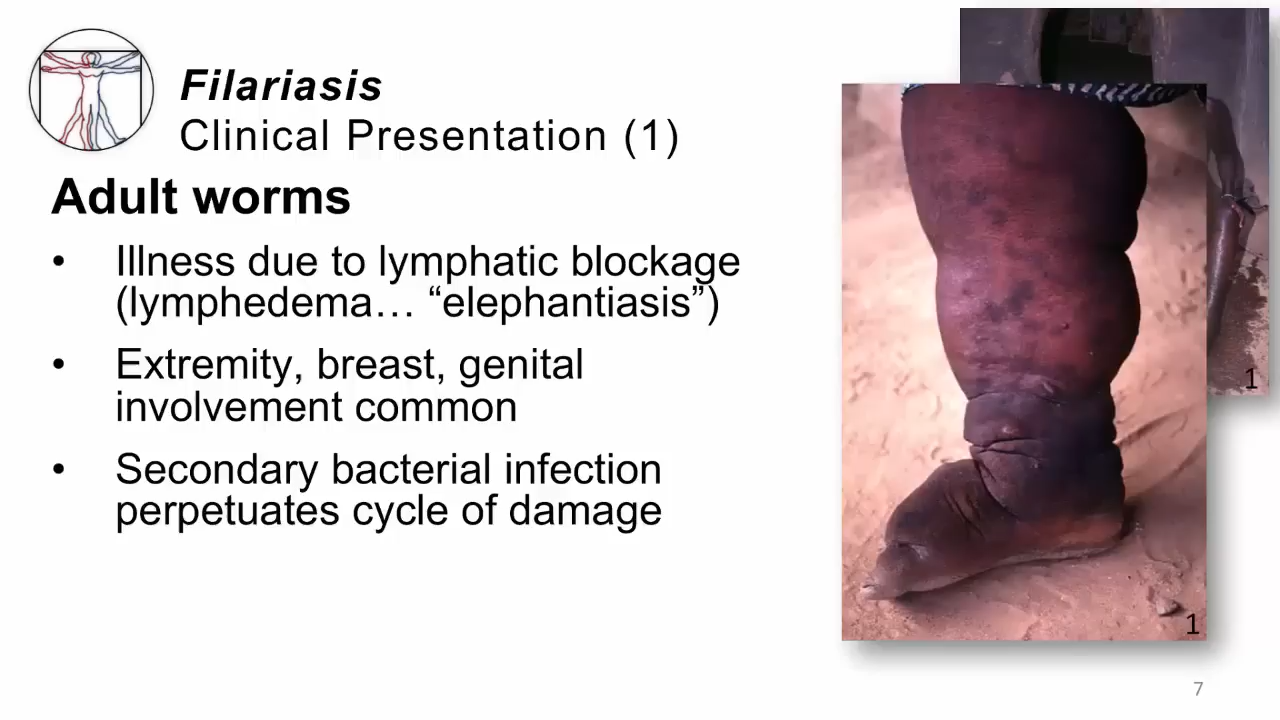 Filariasis
Clinical Presentation (1)
Adult worms
• Illness due to lymphatic blockage
(lymphedema… “elephantiasis”)
• Extremity, breast, genital
involvement common
• Secondary bacterial infection
perpetuates cycle of damage
1
1
7